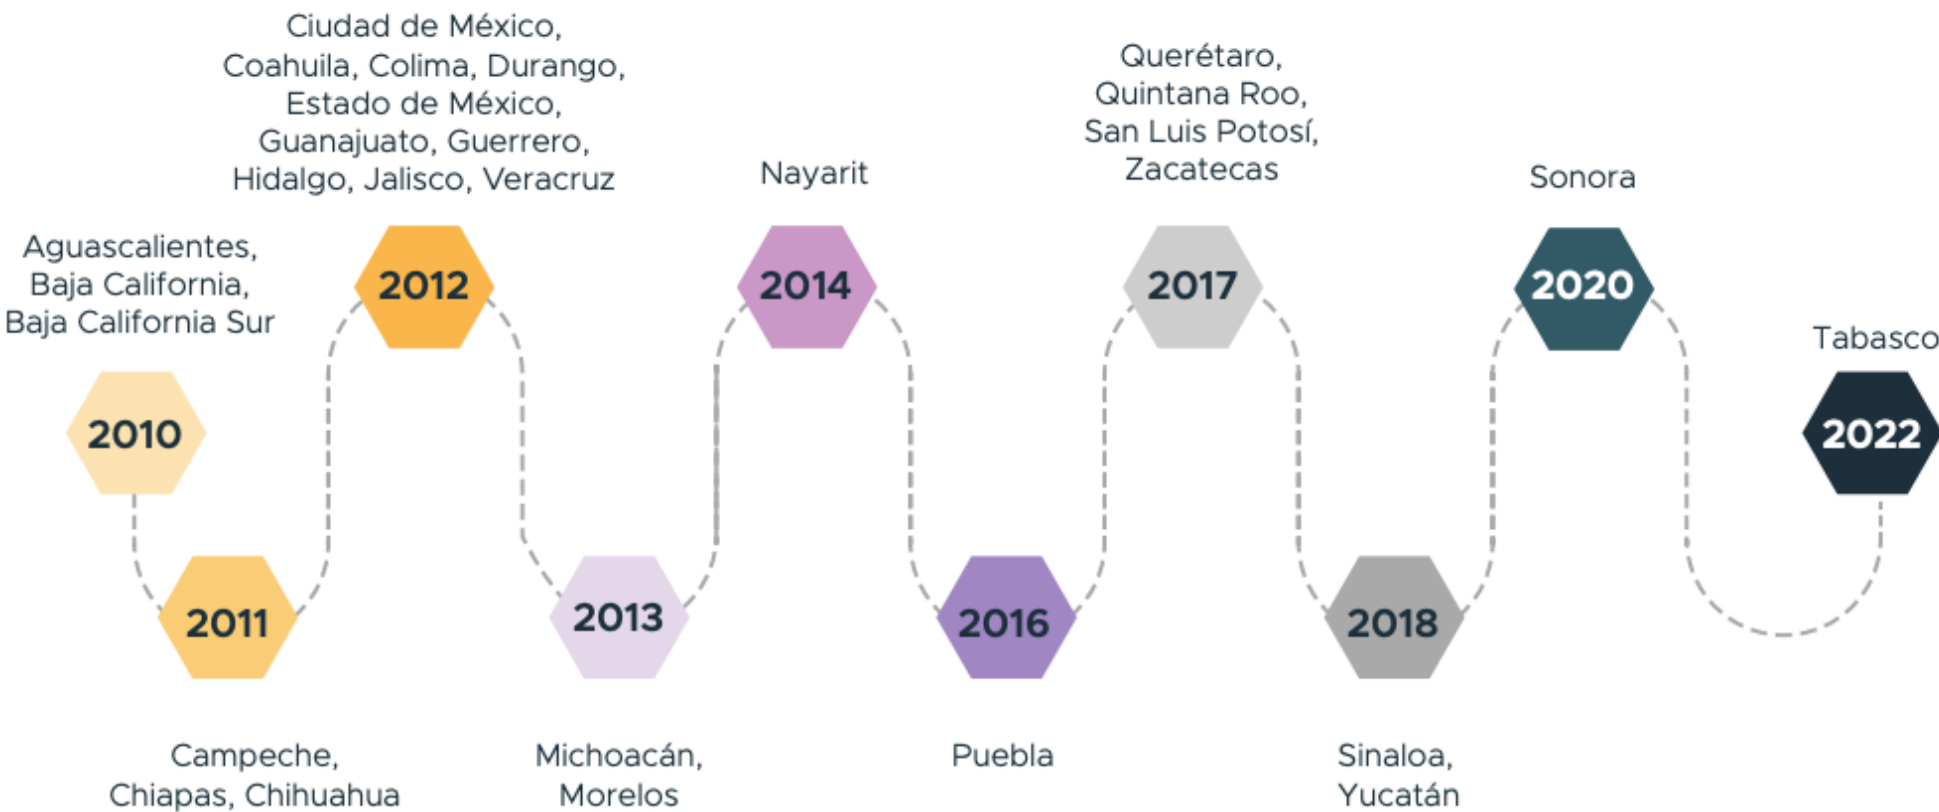 Aguascalientes,
Baja California,
Baja California Sur
2010
2011
Campeche,
Chiapas, Chihuahua
Ciudad de México,
Coahuila, Colima, Durango,
Estado de México,
Guanajuato, Guerrero,
Hidalgo, Jalisco, Veracruz
2012
2013
Michoacán,
Morelos
Nayarit
2014
2016
Puebla
Querétaro,
Quintana Roo,
San Luis Potosí,
Zacatecas
2017
2018
Sinaloa,
Yucatán
Sonora
2020
Tabasco
2022